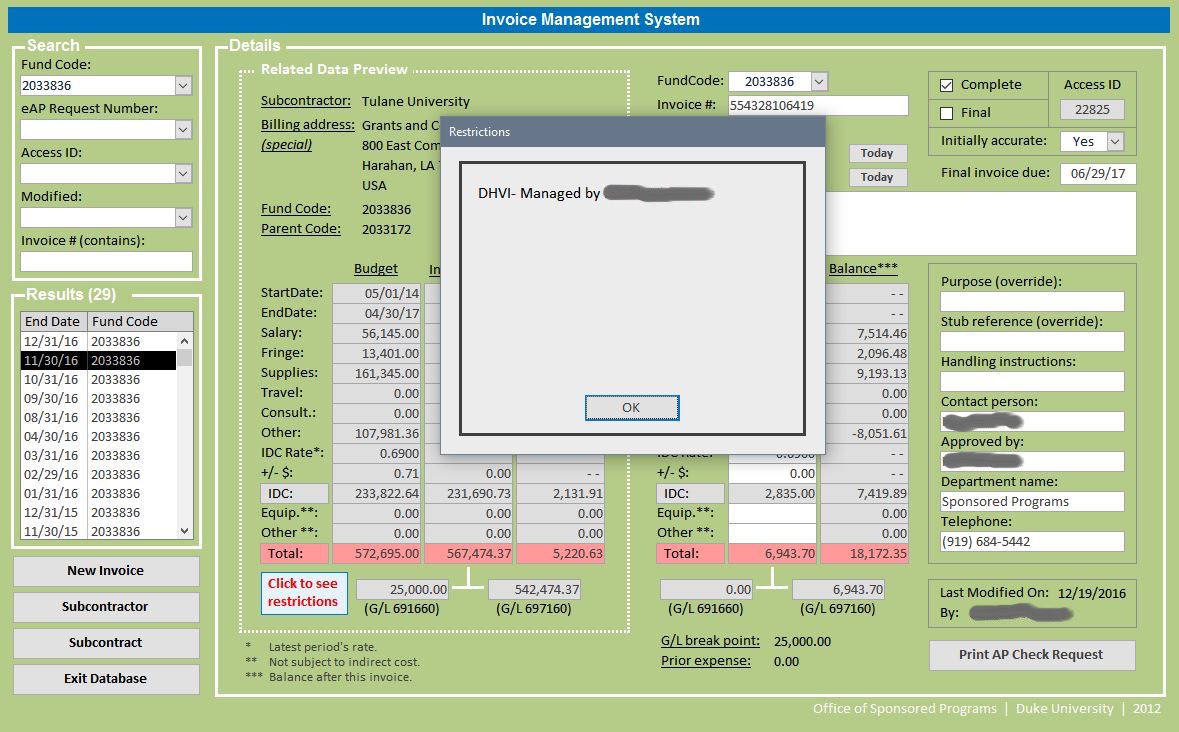 Invoice Management System
Search
Fund Code:
2033836
eAP Request Number:
Access ID:
Modified:
Invoice # (contains):
Results (29)
End Date Fund Code
12/31/16 2033836
11/30/16 2033836
10/31/16 2033836
09/30/16 2033836
08/31/16 2033836
04/30/16 2033836
03/31/16 2033836
02/29/16 2033836
01/31/16 2033836
12/31/15 2033836
11/30/15 2033836
New Invoice
Subcontractor
Subcontract
Exit Database
Details
Related Data Preview
Subcontractor: Tulane University
Billing address: Grants and C
(special) 800 East Com
Harahan, LA
USA
Fund Code: 2033836
Parent Code: 2033172
Budget In
StartDate: 05/01/14
EndDate: 04/30/17
Salary: 56,145.00
Fringe: 13,401.00
Supplies: 161,345.00
Travel: 0.00
Consult.: 0.00
Other: 107,981.36
IDC Rate*: 0.6900
+/- $: 0.71 0.00 - -
IDC: 233,822.64 231,690.73 2,131.91
Equip.**: 0.00 0.00 0.00
Other **: 0.00 0.00 0.00
Total: 572,695.00 567,474.37 5,220.63
Click to see
restrictions
25,000.00 542,474.37
(G/L 691660) (G/L 697160)
* Latest period's rate.
** Not subject to indirect cost.
*** Balance after this invoice.
Restrictions
DHVI- Managed by
OK
FundCode: 2033836
Invoice #: 554328106419
Today
Today
Balance***
- -
- -
7,514.46
2,096.48
9,193.13
0.00
0.00
-8,051.61
IDC Rate: 0.6900 - -
+/- $: 0.00 - -
IDC: 2,835.00 7,419.89
Equip.**: 0.00
Other **: 0.00
Total: 6,943.70 18,172.35
0.00 6,943.70
(G/L 691660) (G/L 697160)
G/L break point: 25,000.00
Prior expense: 0.00
Complete Access ID
Final 22825
Initially accurate: Yes
Final invoice due: 06/29/17
Purpose (override):
Stub reference (override):
Handling instructions:
Contact person:
Approved by:
Department name:
Sponsored Programs
Telephone:
(919) 684-5442
Last Modified On: 12/19/2016
By:
Print AP Check Request
Office of Sponsored Programs | Duke University | 2012